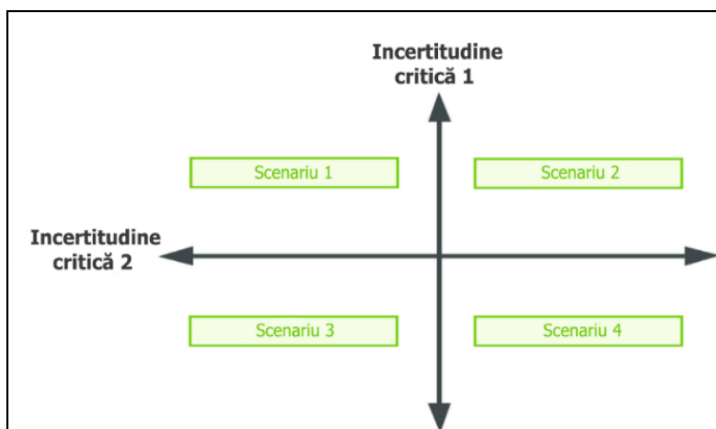 Incertitudine
critică 1
Scenariu 1
Scenariu 2
Incertitudine
critică 2
Scenariu 3
Scenariu 4